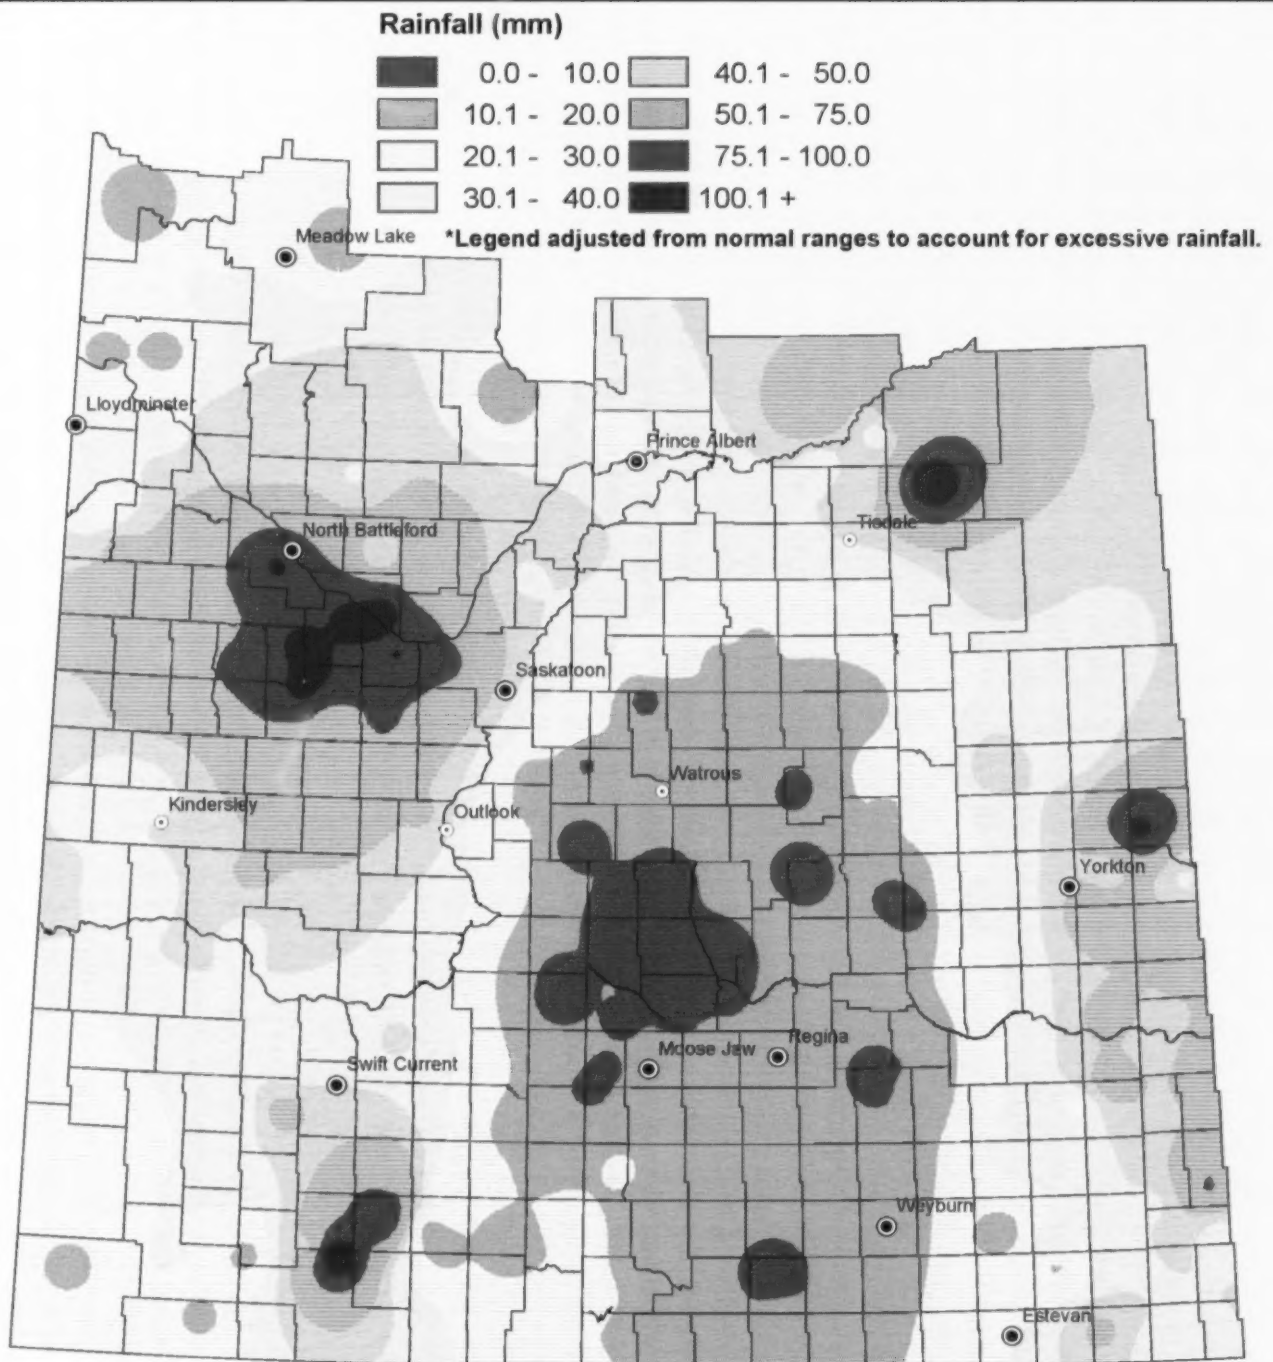 Rainfall (mm)
0.0 - 10.0
40.1 - 50.0
10.1 - 20.0
50.1 - 75.0
20.1 - 30.0
75.1 - 100.0
30.1 - 40.0
100.1 +
*Legend adjusted from normal ranges to account for excessive rainfall.
Meadow Lake
Lloydminster
Prince Albert
Tisdale
North Battleford
Saskatoon
Watrous
Kindersley
Outlook
Yorkton
Moose Jaw
Regina
Swift Current
Weyburn
Estevan